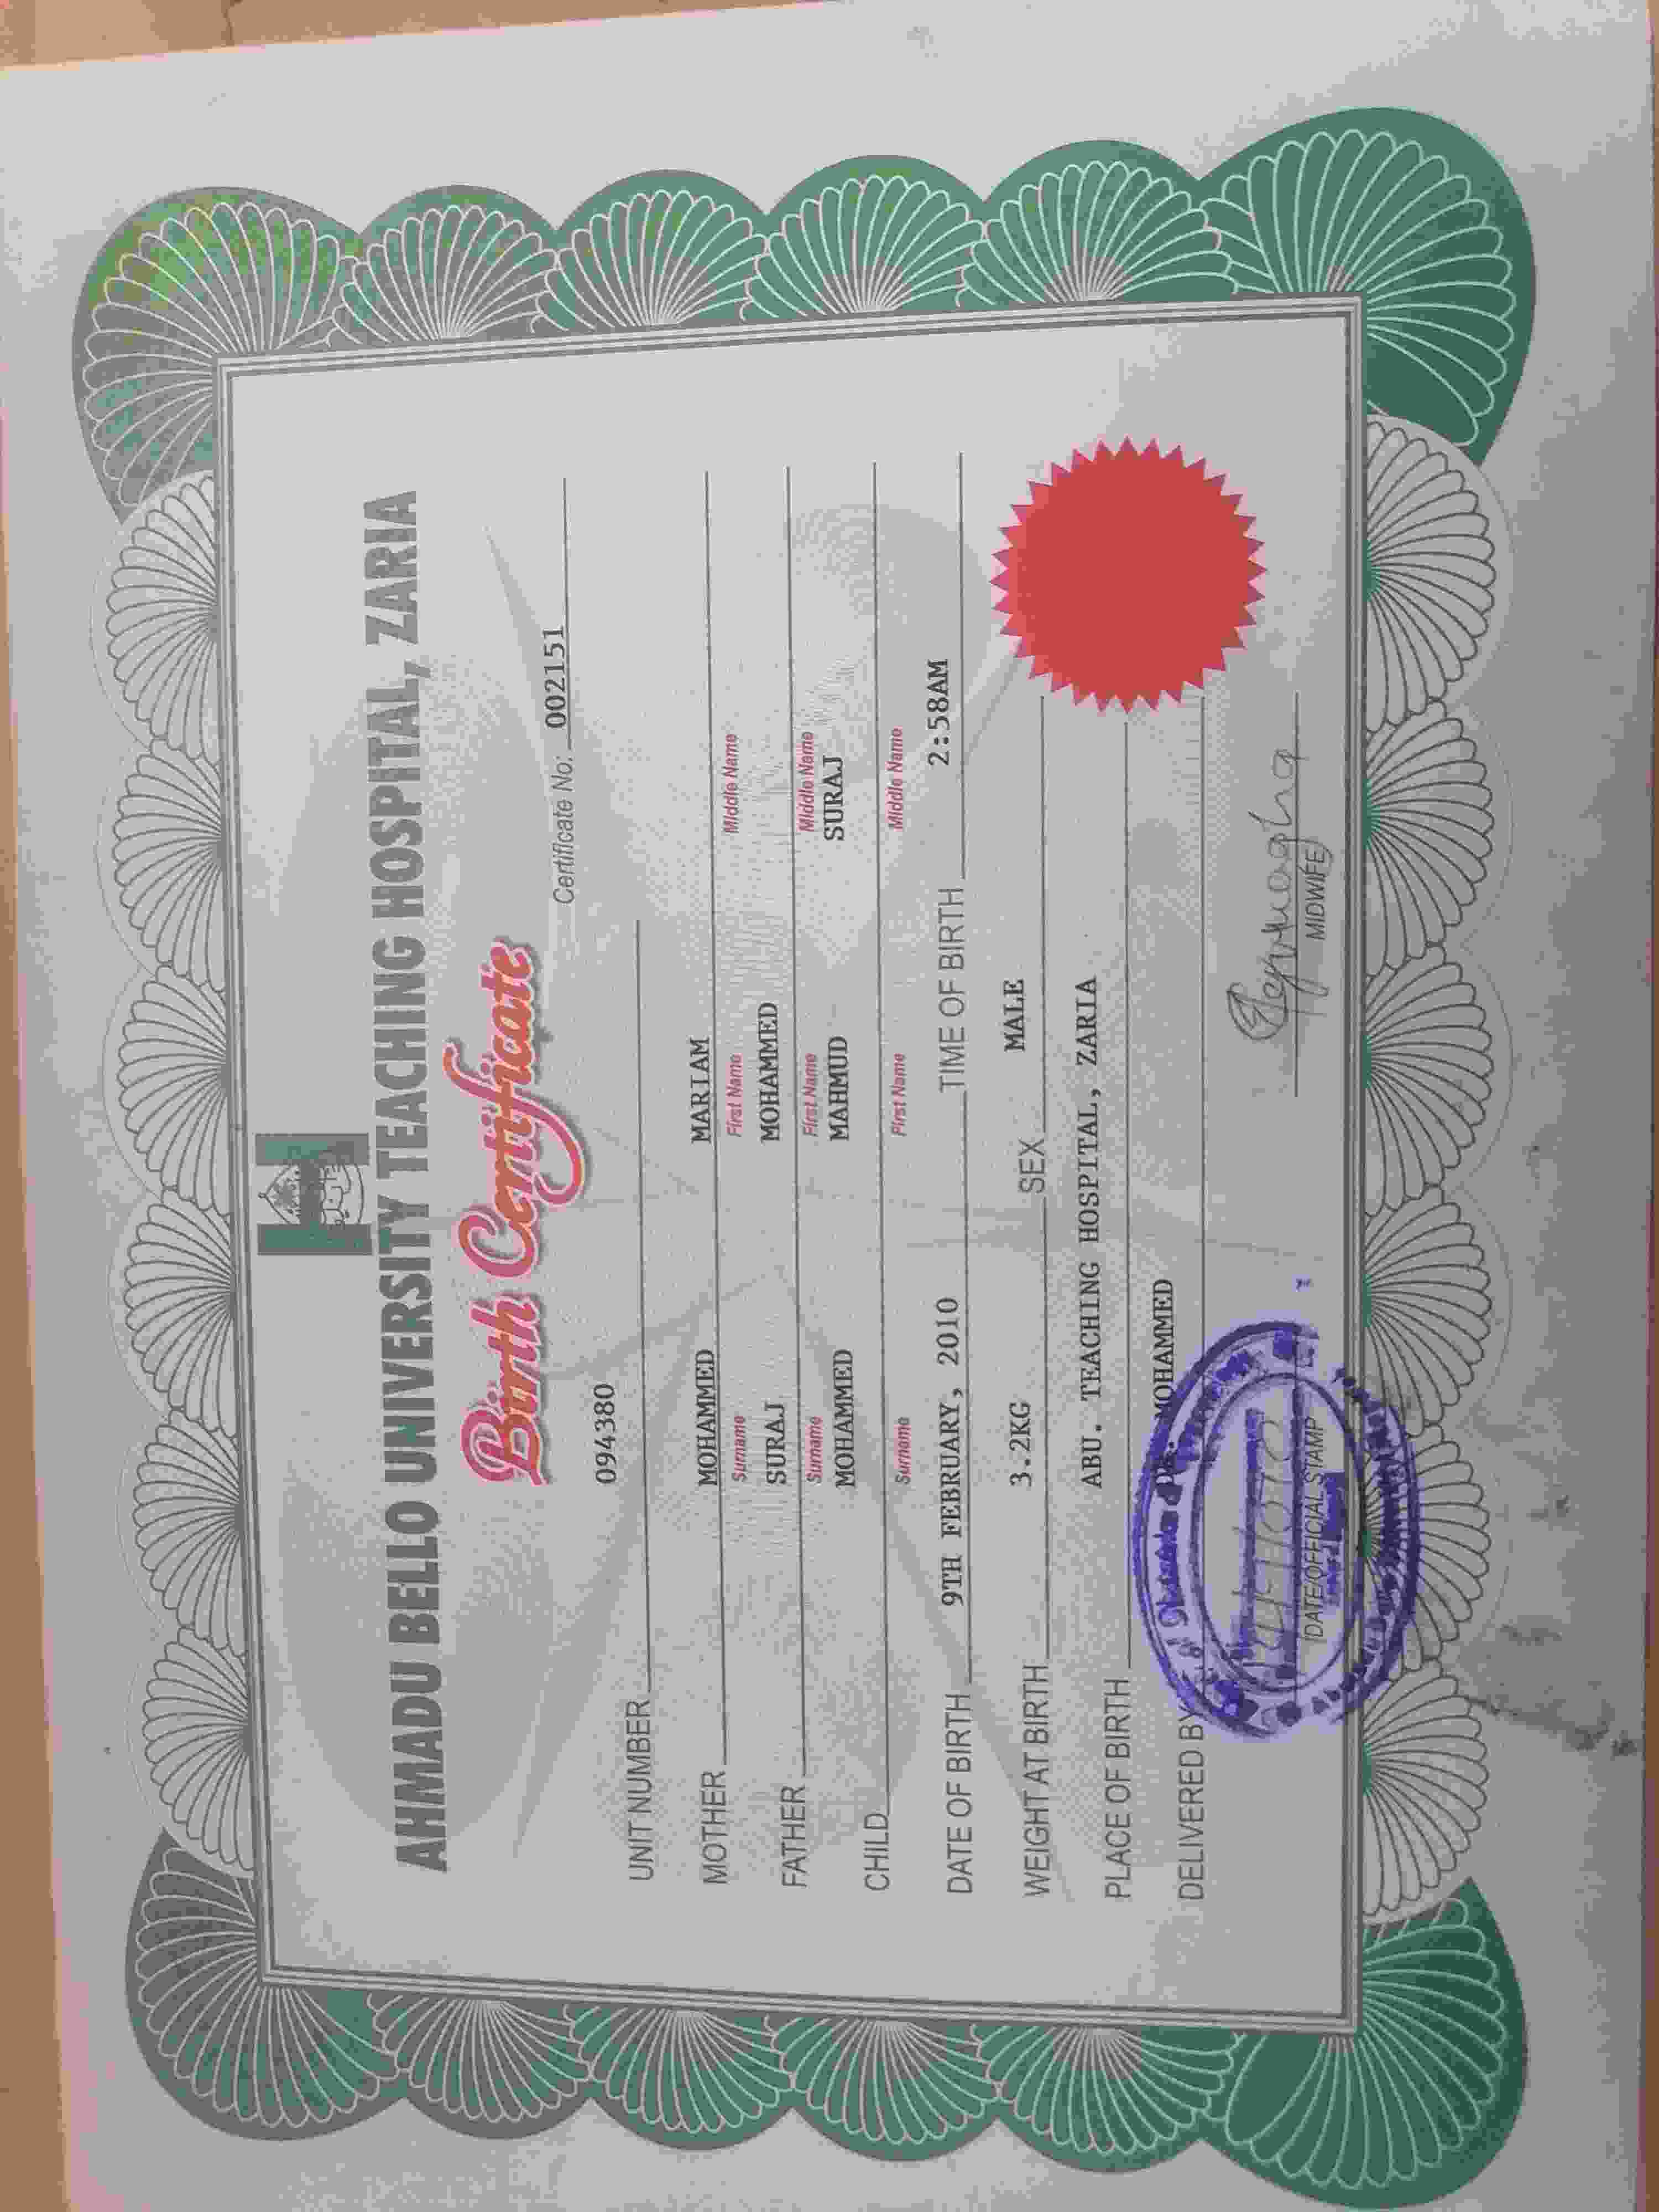 AHMADU BELLO UNIVERSITY TEACHING HOSPITAL, ZARIA
Birth Certificate
Certificate No: 002151
UNIT NUMBER 094380
MOTHER MOHAMMED MARIAM
Surname First Name Middle Name
FATHER SURAJ MOHAMMED
Surname First Name Middle Name
CHILD MOHAMMED MAHMUD SURAJ
Surname First Name Middle Name
DATE OF BIRTH 9TH FEBRUARY, 2010 TIME OF BIRTH 2:58AM
WEIGHT AT BIRTH 3.2KG SEX MALE
PLACE OF BIRTH ABU. TEACHING HOSPITAL, ZARIA
DELIVERED BY DR. MOHAMMED
DATE/OFFICIAL STAMP MIDWIFE